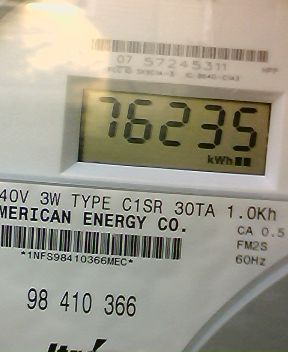 07 57245311
76235
kWh
40V 3W TYPE C1SR 30TA 1.0Kh
MERICAN ENERGY CO.
CA 0.5
FM2S
60Hz
*1NFS98410366MEC*
98 410 366